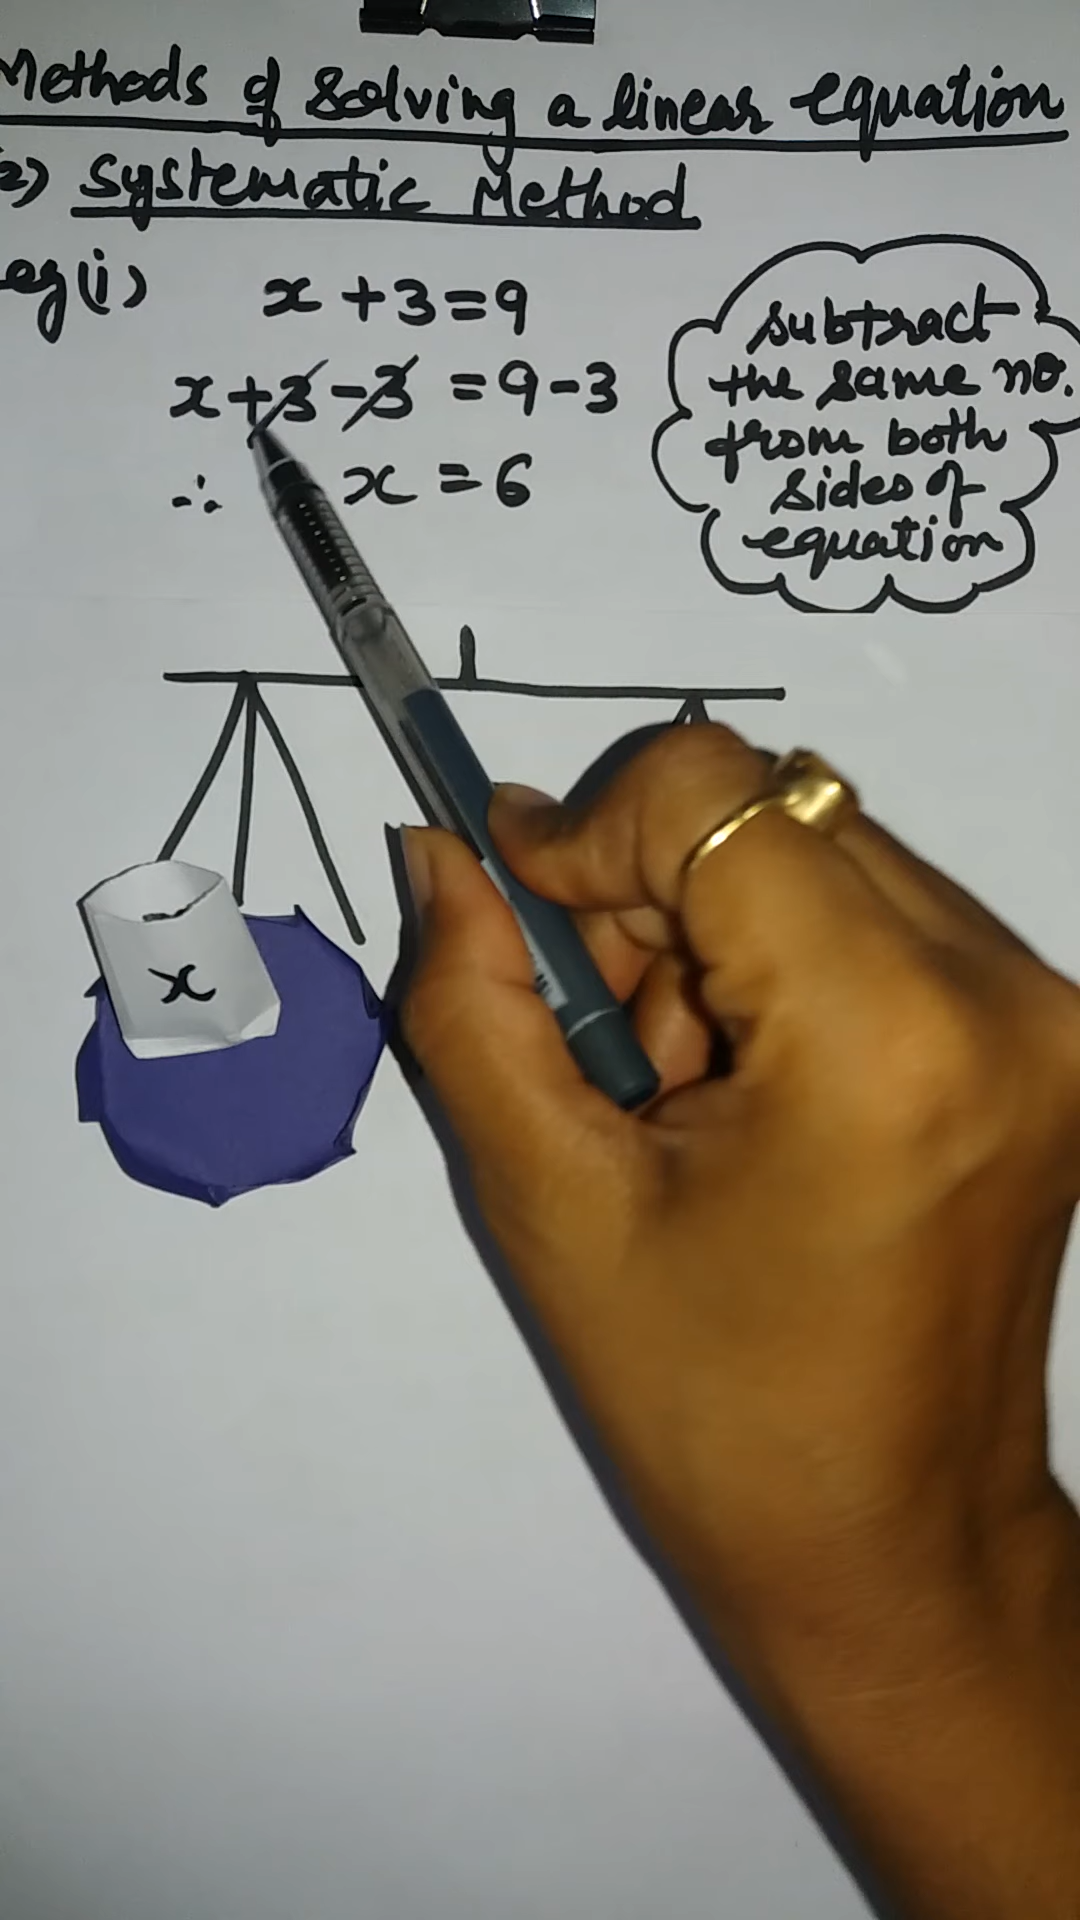 Methods of solving a linear equation
2) Systematic Method
eg(i) x + 3 = 9
x + 3 - 3 = 9 - 3
∴ x = 6
subtract
the same no.
from both
sides of
equation
x